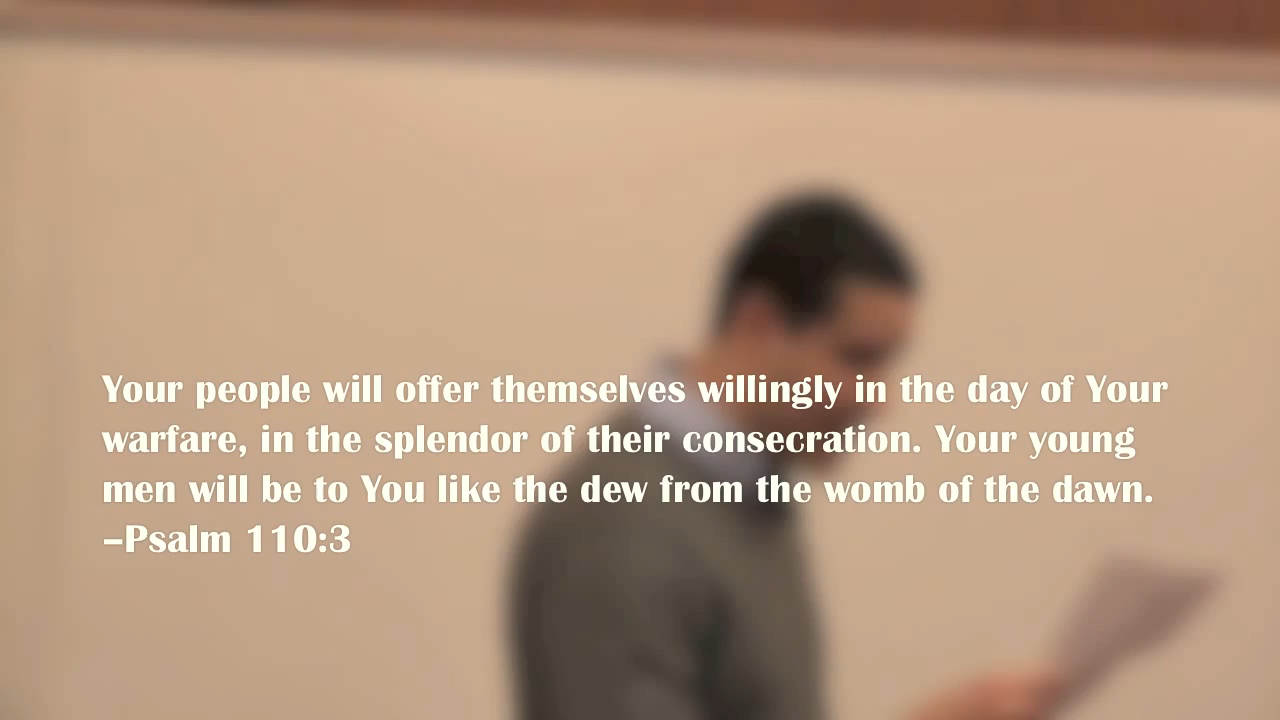 Your people will offer themselves willingly in the day of Your
warfare, in the splendor of their consecration. Your young
men will be to You like the dew from the womb of the dawn.
–Psalm 110:3